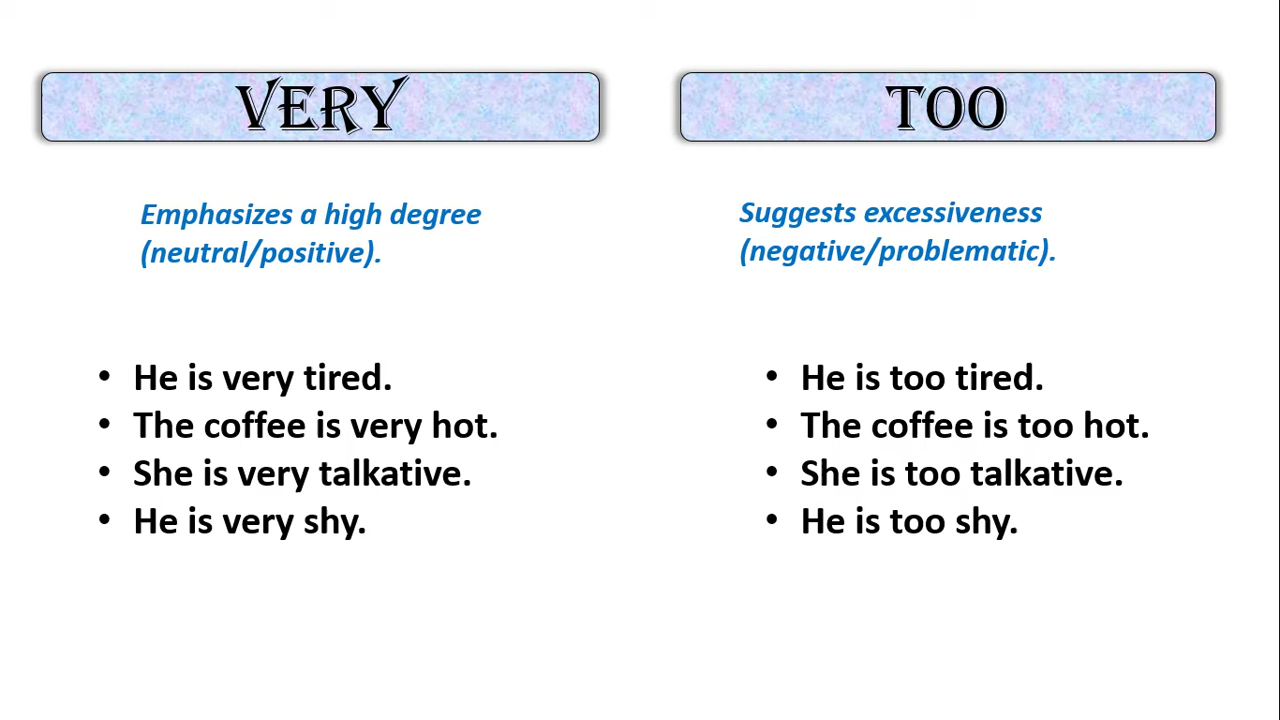 VERY
Emphasizes a high degree
(neutral/positive).
• He is very tired.
• The coffee is very hot.
• She is very talkative.
• He is very shy.
TOO
Suggests excessiveness
(negative/problematic).
• He is too tired.
• The coffee is too hot.
• She is too talkative.
• He is too shy.